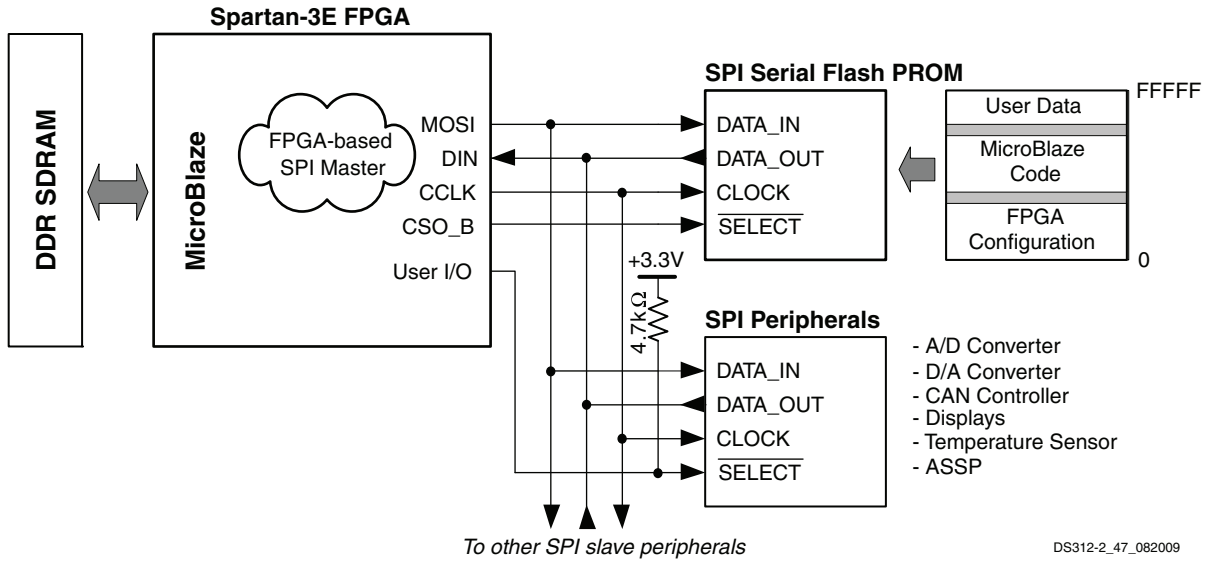 Spartan-3E FPGA
DDR SDRAM
MicroBlaze
FPGA-based
SPI Master
MOSI
DIN
CCLK
CSO_B
User I/O
SPI Serial Flash PROM
DATA_IN
DATA_OUT
CLOCK
SELECT
User Data
MicroBlaze
Code
FPGA
Configuration
FFFFF
0
+3.3V
4.7kΩ
SPI Peripherals
DATA_IN
DATA_OUT
CLOCK
SELECT
- A/D Converter
- D/A Converter
- CAN Controller
- Displays
- Temperature Sensor
- ASSP
To other SPI slave peripherals
DS312-2_47_082009